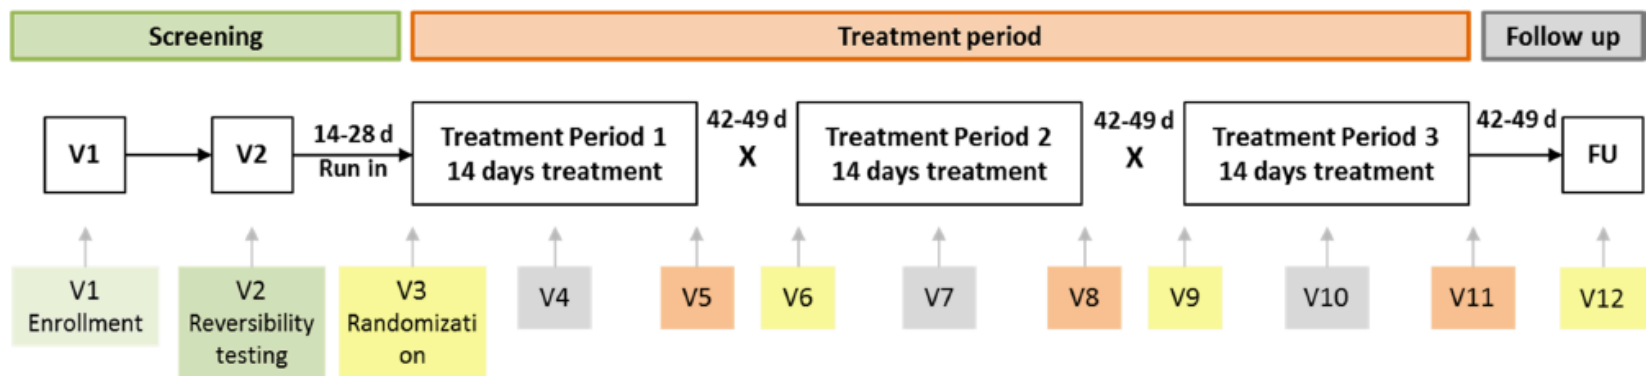 Screening
Treatment period
Follow up
V1
V2
14-28 d
Run in
Treatment Period 1
14 days treatment
42-49 d
X
Treatment Period 2
14 days treatment
42-49 d
X
Treatment Period 3
14 days treatment
42-49 d
FU
V1
Enrollment
V2
Reversibility
testing
V3
Randomizati
on
V4
V5
V6
V7
V8
V9
V10
V11
V12